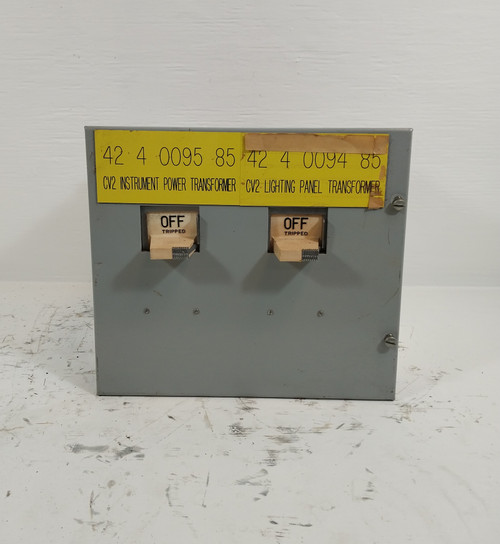 42 4 0095 85
CV2 INSTRUMENT POWER TRANSFORMER
42 4 0094 85
CV2 LIGHTING PANEL TRANSFORMER
OFF
TRIPPED
OFF
TRIPPED